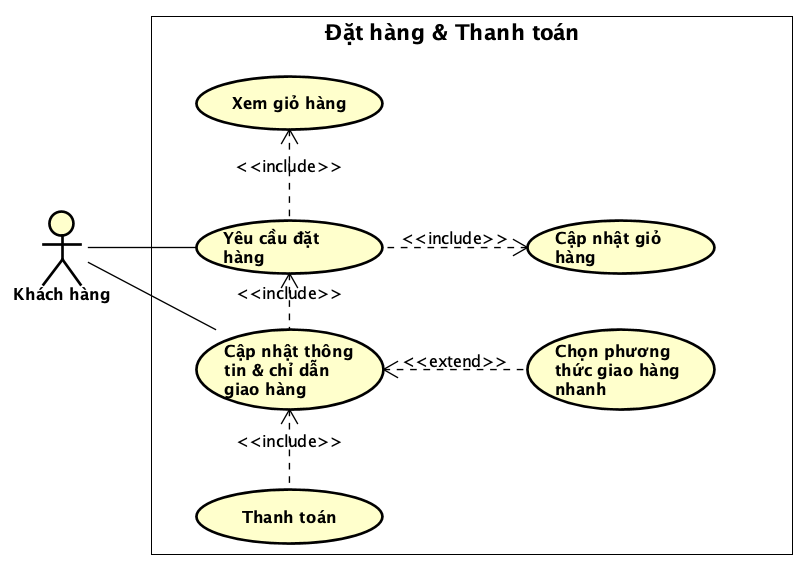 Đặt hàng & Thanh toán
Xem giỏ hàng
<<include>>
Yêu cầu đặt
hàng
<<include>>
Cập nhật giỏ
hàng
Khách hàng
<<include>>
Cập nhật thông
tin & chỉ dẫn
giao hàng
<<extend>>
Chọn phương
thức giao hàng
nhanh
<<include>>
Thanh toán